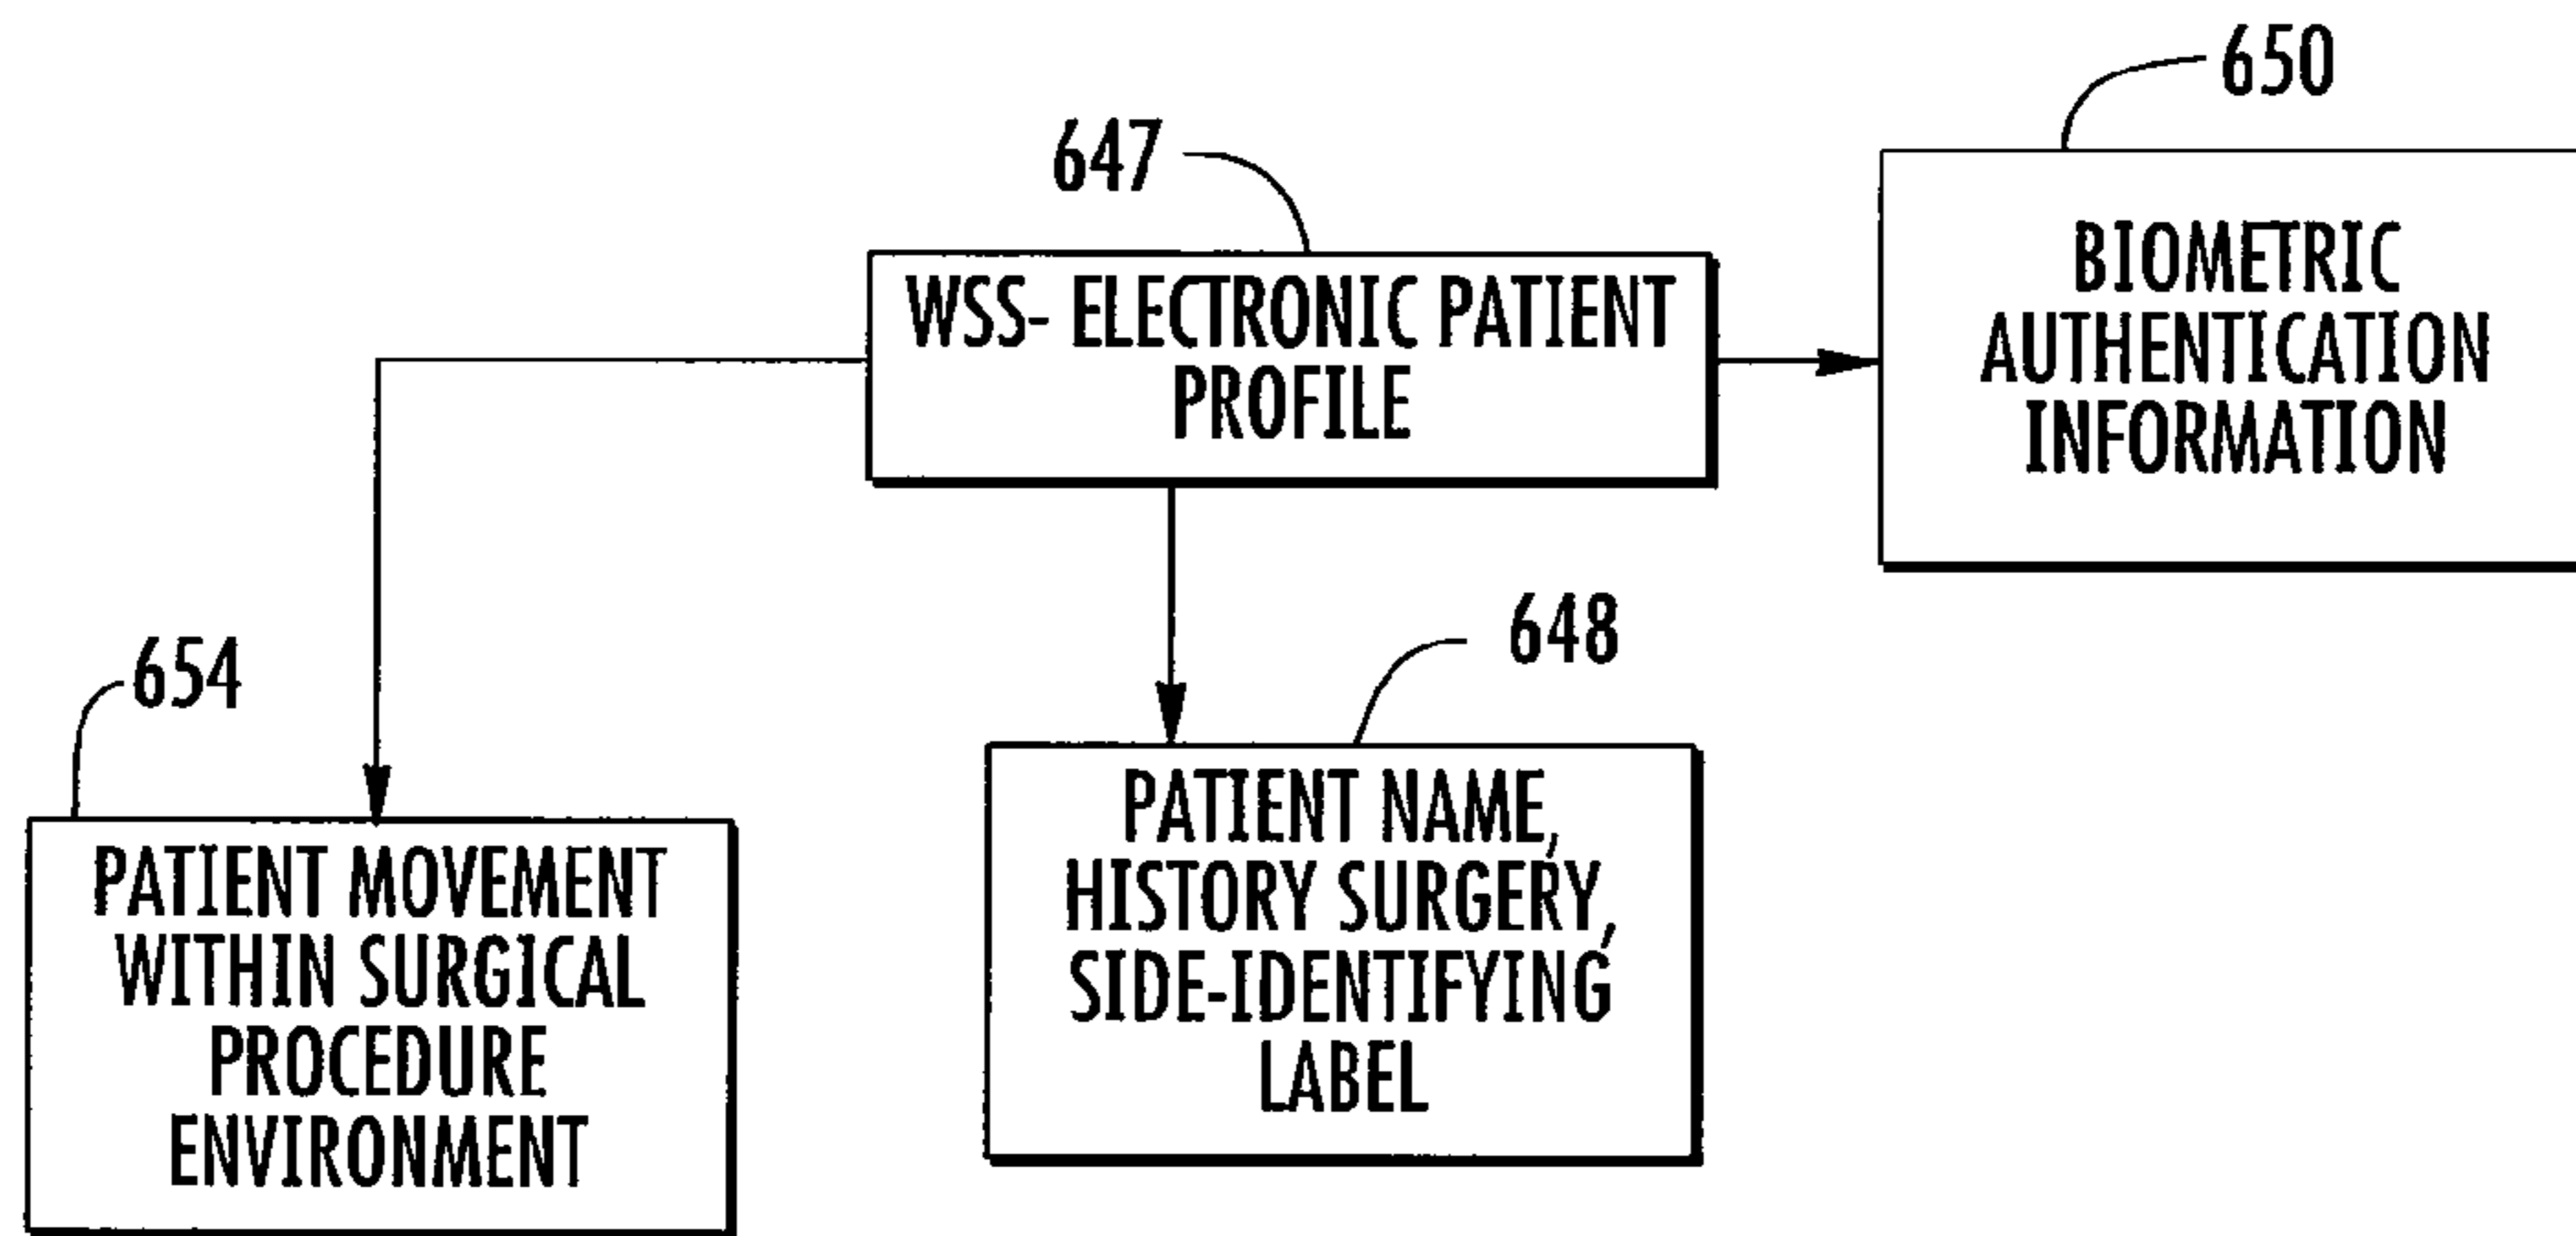 650
647
BIOMETRIC
AUTHENTICATION
INFORMATION
WSS- ELECTRONIC PATIENT
PROFILE
648
654
PATIENT NAME,
HISTORY SURGERY,
SIDE-IDENTIFYING
LABEL
PATIENT MOVEMENT
WITHIN SURGICAL
PROCEDURE
ENVIRONMENT